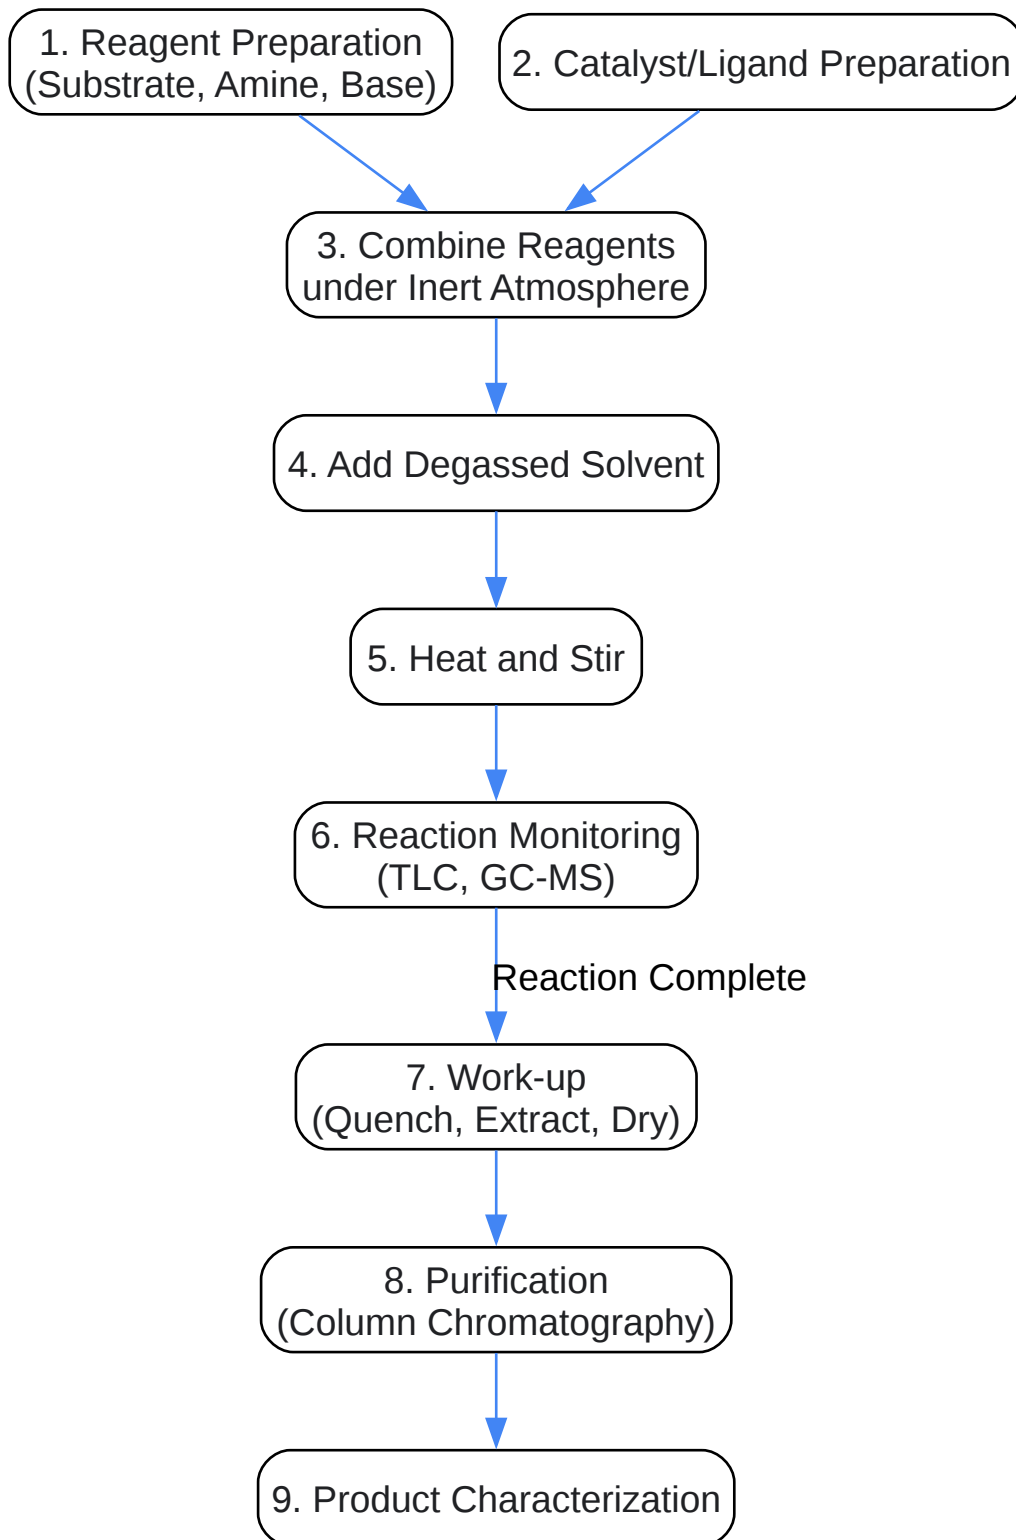 1. Reagent Preparation
(Substrate, Amine, Base)
2. Catalyst/Ligand Preparation
3. Combine Reagents
under Inert Atmosphere
4. Add Degassed Solvent
5. Heat and Stir
6. Reaction Monitoring
(TLC, GC-MS)
Reaction Complete
7. Work-up
(Quench, Extract, Dry)
8. Purification
(Column Chromatography)
9. Product Characterization